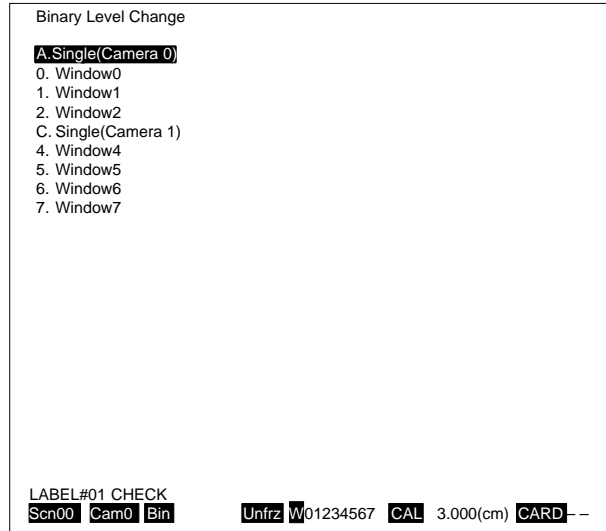 Binary Level Change
A.Single(Camera 0)
0. Window0
1. Window1
2. Window2
C. Single(Camera 1)
4. Window4
5. Window5
6. Window6
7. Window7
LABEL#01 CHECK
Scn00 Cam0 Bin Unfrz W01234567 CAL 3.000(cm) CARD – –